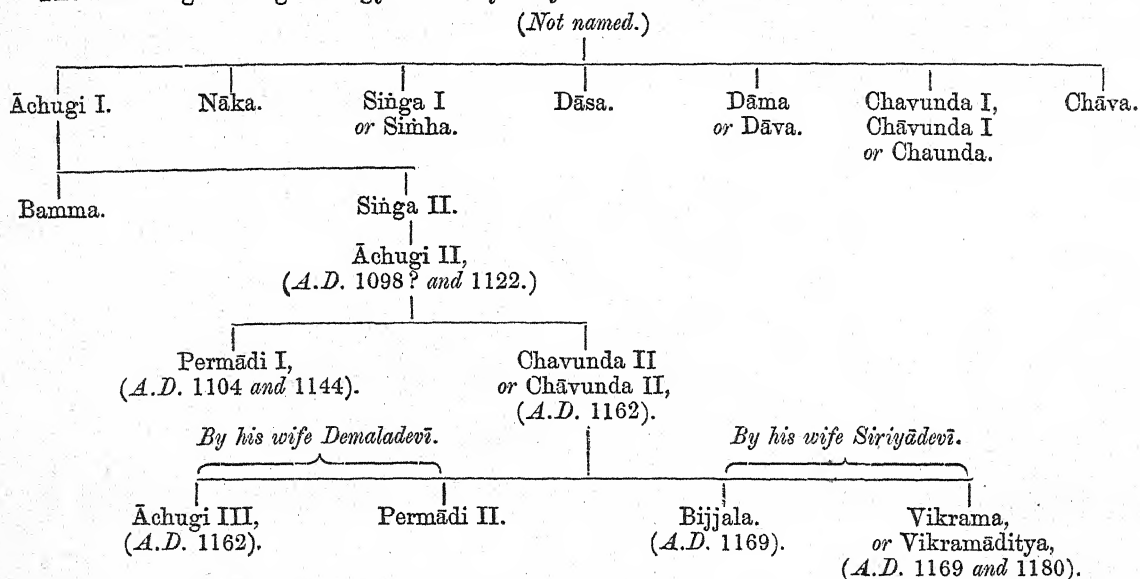 (Not named.)
Āchugi I. Nāka. Siṅga I Dāsa. Dāma Chavunda I, Chāva.
or Siṁha. or Dāva. Chāvunda I
or Chaunda.
Bamma. Siṅga II.
Āchugi II,
(A.D. 1098? and 1122.)
Permādi I, Chavunda II
(A.D. 1104 and 1144). or Chāvunda II,
(A.D. 1162).
By his wife Demaladevī. By his wife Siriyādevī.
Āchugi III, Permādi II. Bijjala. Vikrama,
(A.D. 1162). (A.D. 1169). or Vikramāditya,
(A.D. 1169 and 1180).